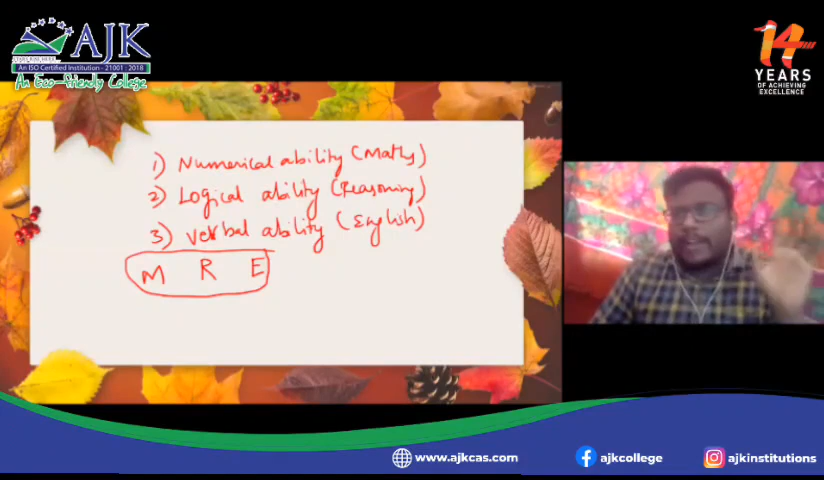 AJK
An ISO Certified Institution - 21001 : 2018
An Eco-friendly College
14
YEARS
OF ACHIEVING
EXCELLENCE
1) Numerical ability (Maths)
2) Logical ability (Reasoning)
3) Verbal ability (English)
M R E
www.ajkcas.com
ajkcollege
ajkinstitutions